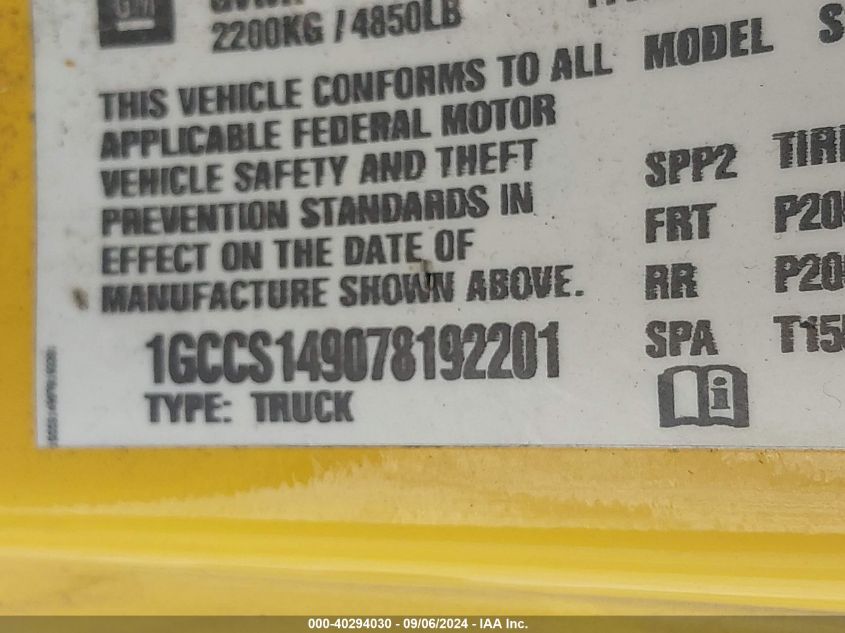 GM
2200KG / 4850LB
THIS VEHICLE CONFORMS TO ALL
APPLICABLE FEDERAL MOTOR
VEHICLE SAFETY AND THEFT
PREVENTION STANDARDS IN
EFFECT ON THE DATE OF
MANUFACTURE SHOWN ABOVE.
1GCCS149078192201
TYPE: TRUCK
MODEL
SPP2
FRT
RR
SPA
000-40294030 - 09/06/2024 - IAA Inc.